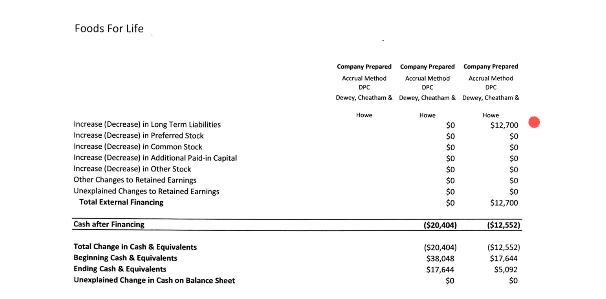 Foods For Life
Company Prepared Company Prepared Company Prepared
Accrual Method Accrual Method Accrual Method
DPC DPC DPC
Dewey, Cheatham & Dewey, Cheatham & Dewey, Cheatham &
Howe Howe Howe
Increase (Decrease) in Long Term Liabilities $0 $12,700
Increase (Decrease) in Preferred Stock $0 $0
Increase (Decrease) in Common Stock $0 $0
Increase (Decrease) in Additional Paid-in Capital $0 $0
Increase (Decrease) in Other Stock $0 $0
Other Changes to Retained Earnings $0 $0
Unexplained Changes to Retained Earnings $0 $0
Total External Financing $0 $12,700
Cash after Financing ($20,404) ($12,552)
Total Change in Cash & Equivalents ($20,404) ($12,552)
Beginning Cash & Equivalents $38,048 $17,644
Ending Cash & Equivalents $17,644 $5,092
Unexplained Change in Cash on Balance Sheet $0 $0